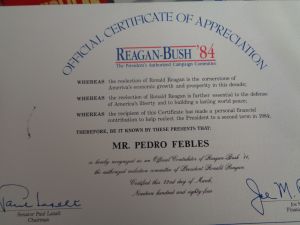 OFFICIAL CERTIFICATE OF APPRECIATION
REAGAN-BUSH '84
The President's Authorized Campaign Committee
WHEREAS the reelection of Ronald Reagan is the cornerstone of
America's economic growth and prosperity in this decade;
WHEREAS the reelection of Ronald Reagan is further essential to the defense
of America's liberty and to building a lasting world peace;
WHEREAS the recipient of this Certificate has made a personal financial
contribution to help reelect the President to a second term in 1984;
THEREFORE, BE IT KNOWN BY THESE PRESENTS THAT:
MR. PEDRO FEBLES
is hereby recognized as an Official Contributor of Reagan-Bush '84,
the authorized reelection committee of President Ronald Reagan.
Certified this 22nd day of March,
Nineteen hundred and eighty-four
Paul Laxalt
Senator Paul Laxalt
Chairman
Joe M.
Joe
Finance